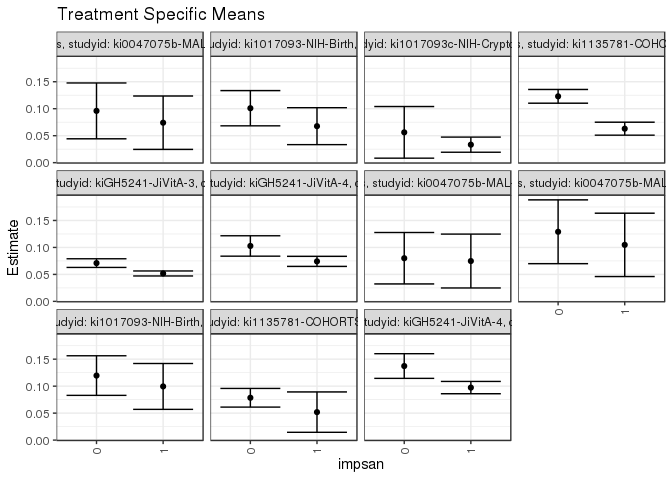 Treatment Specific Means
s, studyid: ki0047075b-MAL
udyid: ki1017093-NIH-Birth,
dyid: ki1017093c-NIH-Crypto
s, studyid: ki1135781-COHO
0.15
0.10
0.05
0.00
tudyid: kiGH5241-JiVitA-3, c
tudyid: kiGH5241-JiVitA-4, c
s, studyid: ki0047075b-MAL-
s, studyid: ki0047075b-MAL
0.15
0.10
0.05
0.00
0 1
udyid: ki1017093-NIH-Birth,
udyid: ki1135781-COHORTS
tudyid: kiGH5241-JiVitA-4, c
0.15
0.10
0.05
0.00
0 1 0 1 0 1
Estimate
impsan